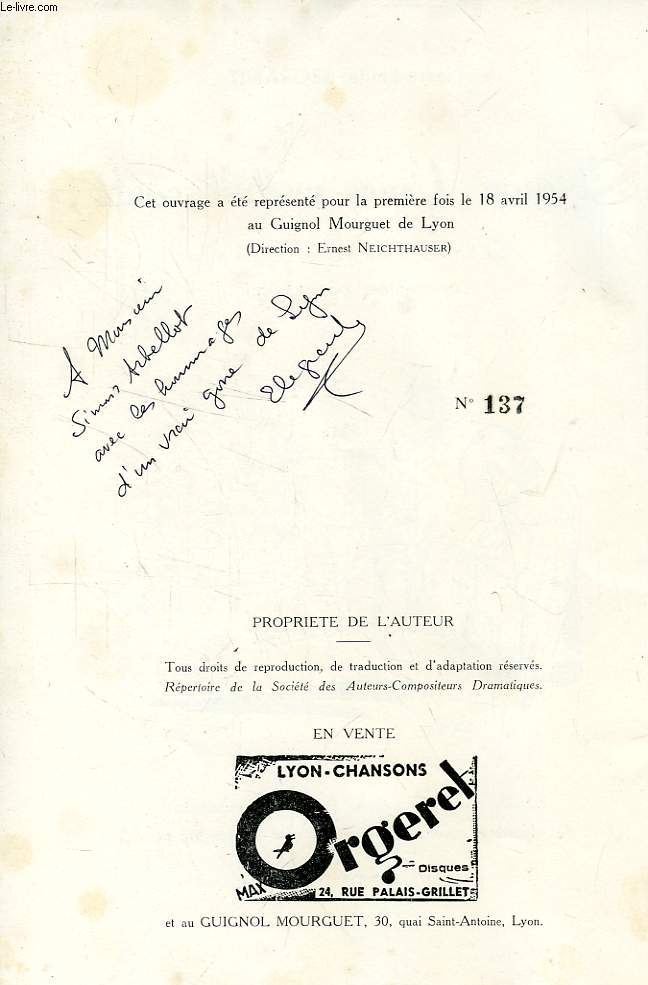 Le-livre.com
Cet ouvrage a été représenté pour la première fois le 18 avril 1954
au Guignol Mourguet de Lyon
(Direction : Ernest NEICHTHAUSER)
A Monsieur
Simon Arbellot
avec les hommages
d'un vrai gone de Lyon
N° 137
PROPRIETE DE L'AUTEUR
Tous droits de reproduction, de traduction et d'adaptation réservés.
Répertoire de la Société des Auteurs-Compositeurs Dramatiques.
EN VENTE
LYON-CHANSONS
MAX Orgeret
Disques
24, RUE PALAIS-GRILLET
et au GUIGNOL MOURGUET, 30, quai Saint-Antoine, Lyon.